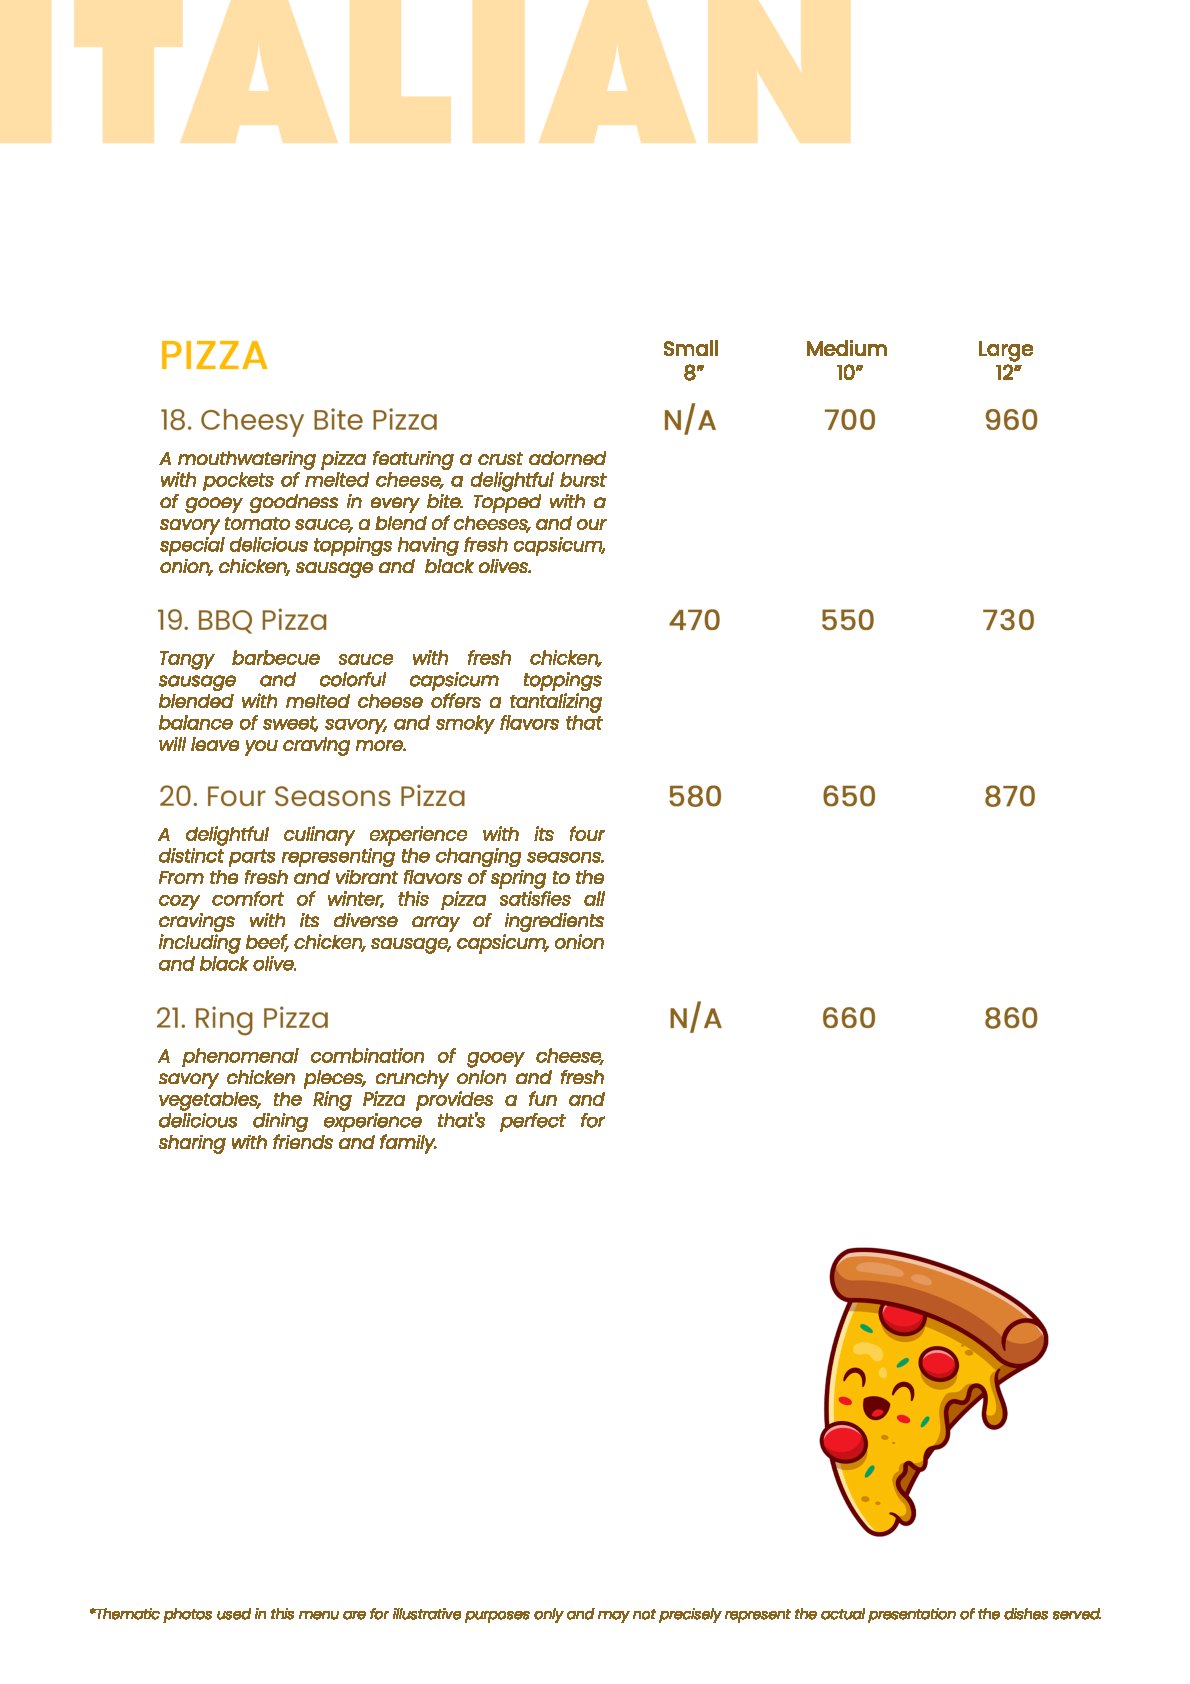 ITALIAN
PIZZA Small Medium Large
8” 10” 12”
18. Cheesy Bite Pizza N/A 700 960
A mouthwatering pizza featuring a crust adorned
with pockets of melted cheese, a delightful burst
of gooey goodness in every bite. Topped with a
savory tomato sauce, a blend of cheeses, and our
special delicious toppings having fresh capsicum,
onion, chicken, sausage and black olives.
19. BBQ Pizza 470 550 730
Tangy barbecue sauce with fresh chicken,
sausage and colorful capsicum toppings
blended with melted cheese offers a tantalizing
balance of sweet, savory, and smoky flavors that
will leave you craving more.
20. Four Seasons Pizza 580 650 870
A delightful culinary experience with its four
distinct parts representing the changing seasons.
From the fresh and vibrant flavors of spring to the
cozy comfort of winter, this pizza satisfies all
cravings with its diverse array of ingredients
including beef, chicken, sausage, capsicum, onion
and black olive.
21. Ring Pizza N/A 660 860
A phenomenal combination of gooey cheese,
savory chicken pieces, crunchy onion and fresh
vegetables, the Ring Pizza provides a fun and
delicious dining experience that's perfect for
sharing with friends and family.
*Thematic photos used in this menu are for illustrative purposes only and may not precisely represent the actual presentation of the dishes served.